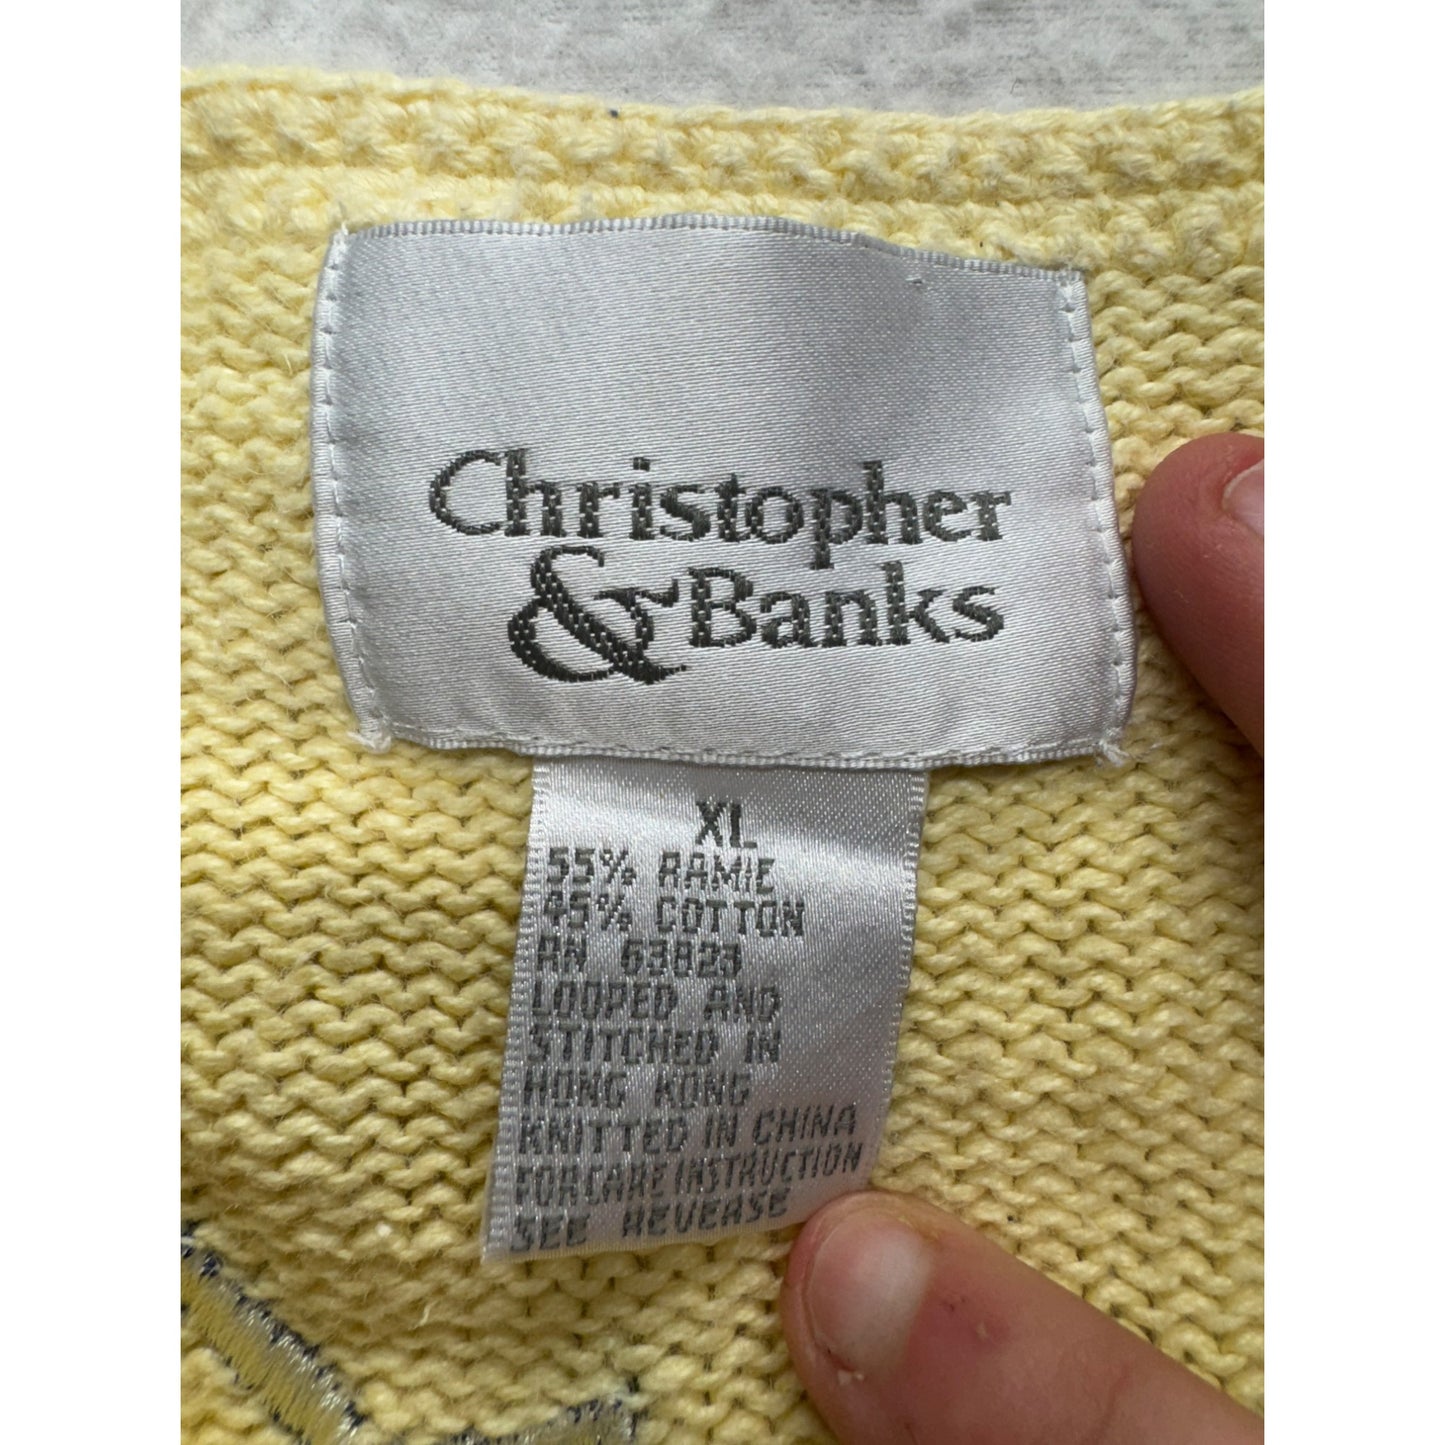 Christopher
& Banks
XL
55% RAMIE
45% COTTON
RN 63823
LOOPED AND
STITCHED IN
HONG KONG
KNITTED IN CHINA
FOR CARE INSTRUCTION
SEE REVERSE